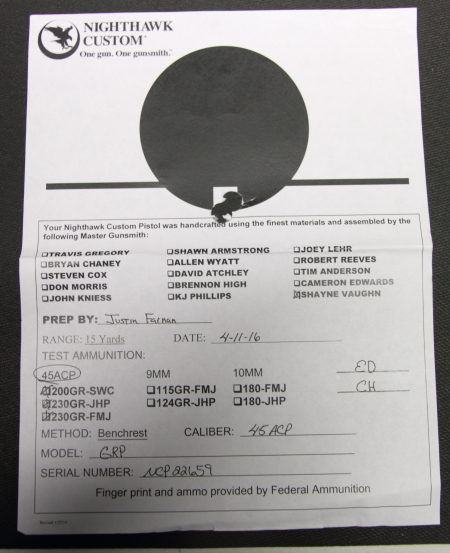 NIGHTHAWK
CUSTOM
One gun. One gunsmith.
Your Nighthawk Custom Pistol was handcrafted using the finest materials and assembled by the
following Master Gunsmith:
❑TRAVIS GREGORY ❑SHAWN ARMSTRONG ❑JOEY LEHR
❑BRYAN CHANEY ❑ALLEN WYATT ❑ROBERT REEVES
❑STEVEN COX ❑DAVID ATCHLEY ❑TIM ANDERSON
❑DON MORRIS ❑BRENNON HIGH ❑CAMERON EDWARDS
❑JOHN KNIESS ❑KJ PHILLIPS ☑SHAYNE VAUGHN
PREP BY: Justin Farnan
RANGE: 15 Yards DATE: 4-11-16
TEST AMMUNITION:
45ACP 9MM 10MM ED
☑200GR-SWC ❑115GR-FMJ ❑180-FMJ CH
☑230GR-JHP ❑124GR-JHP ❑180-JHP
☑230GR-FMJ
METHOD: Benchrest CALIBER: 45 ACP
MODEL: GRP
SERIAL NUMBER: NCP22659
Finger print and ammo provided by Federal Ammunition